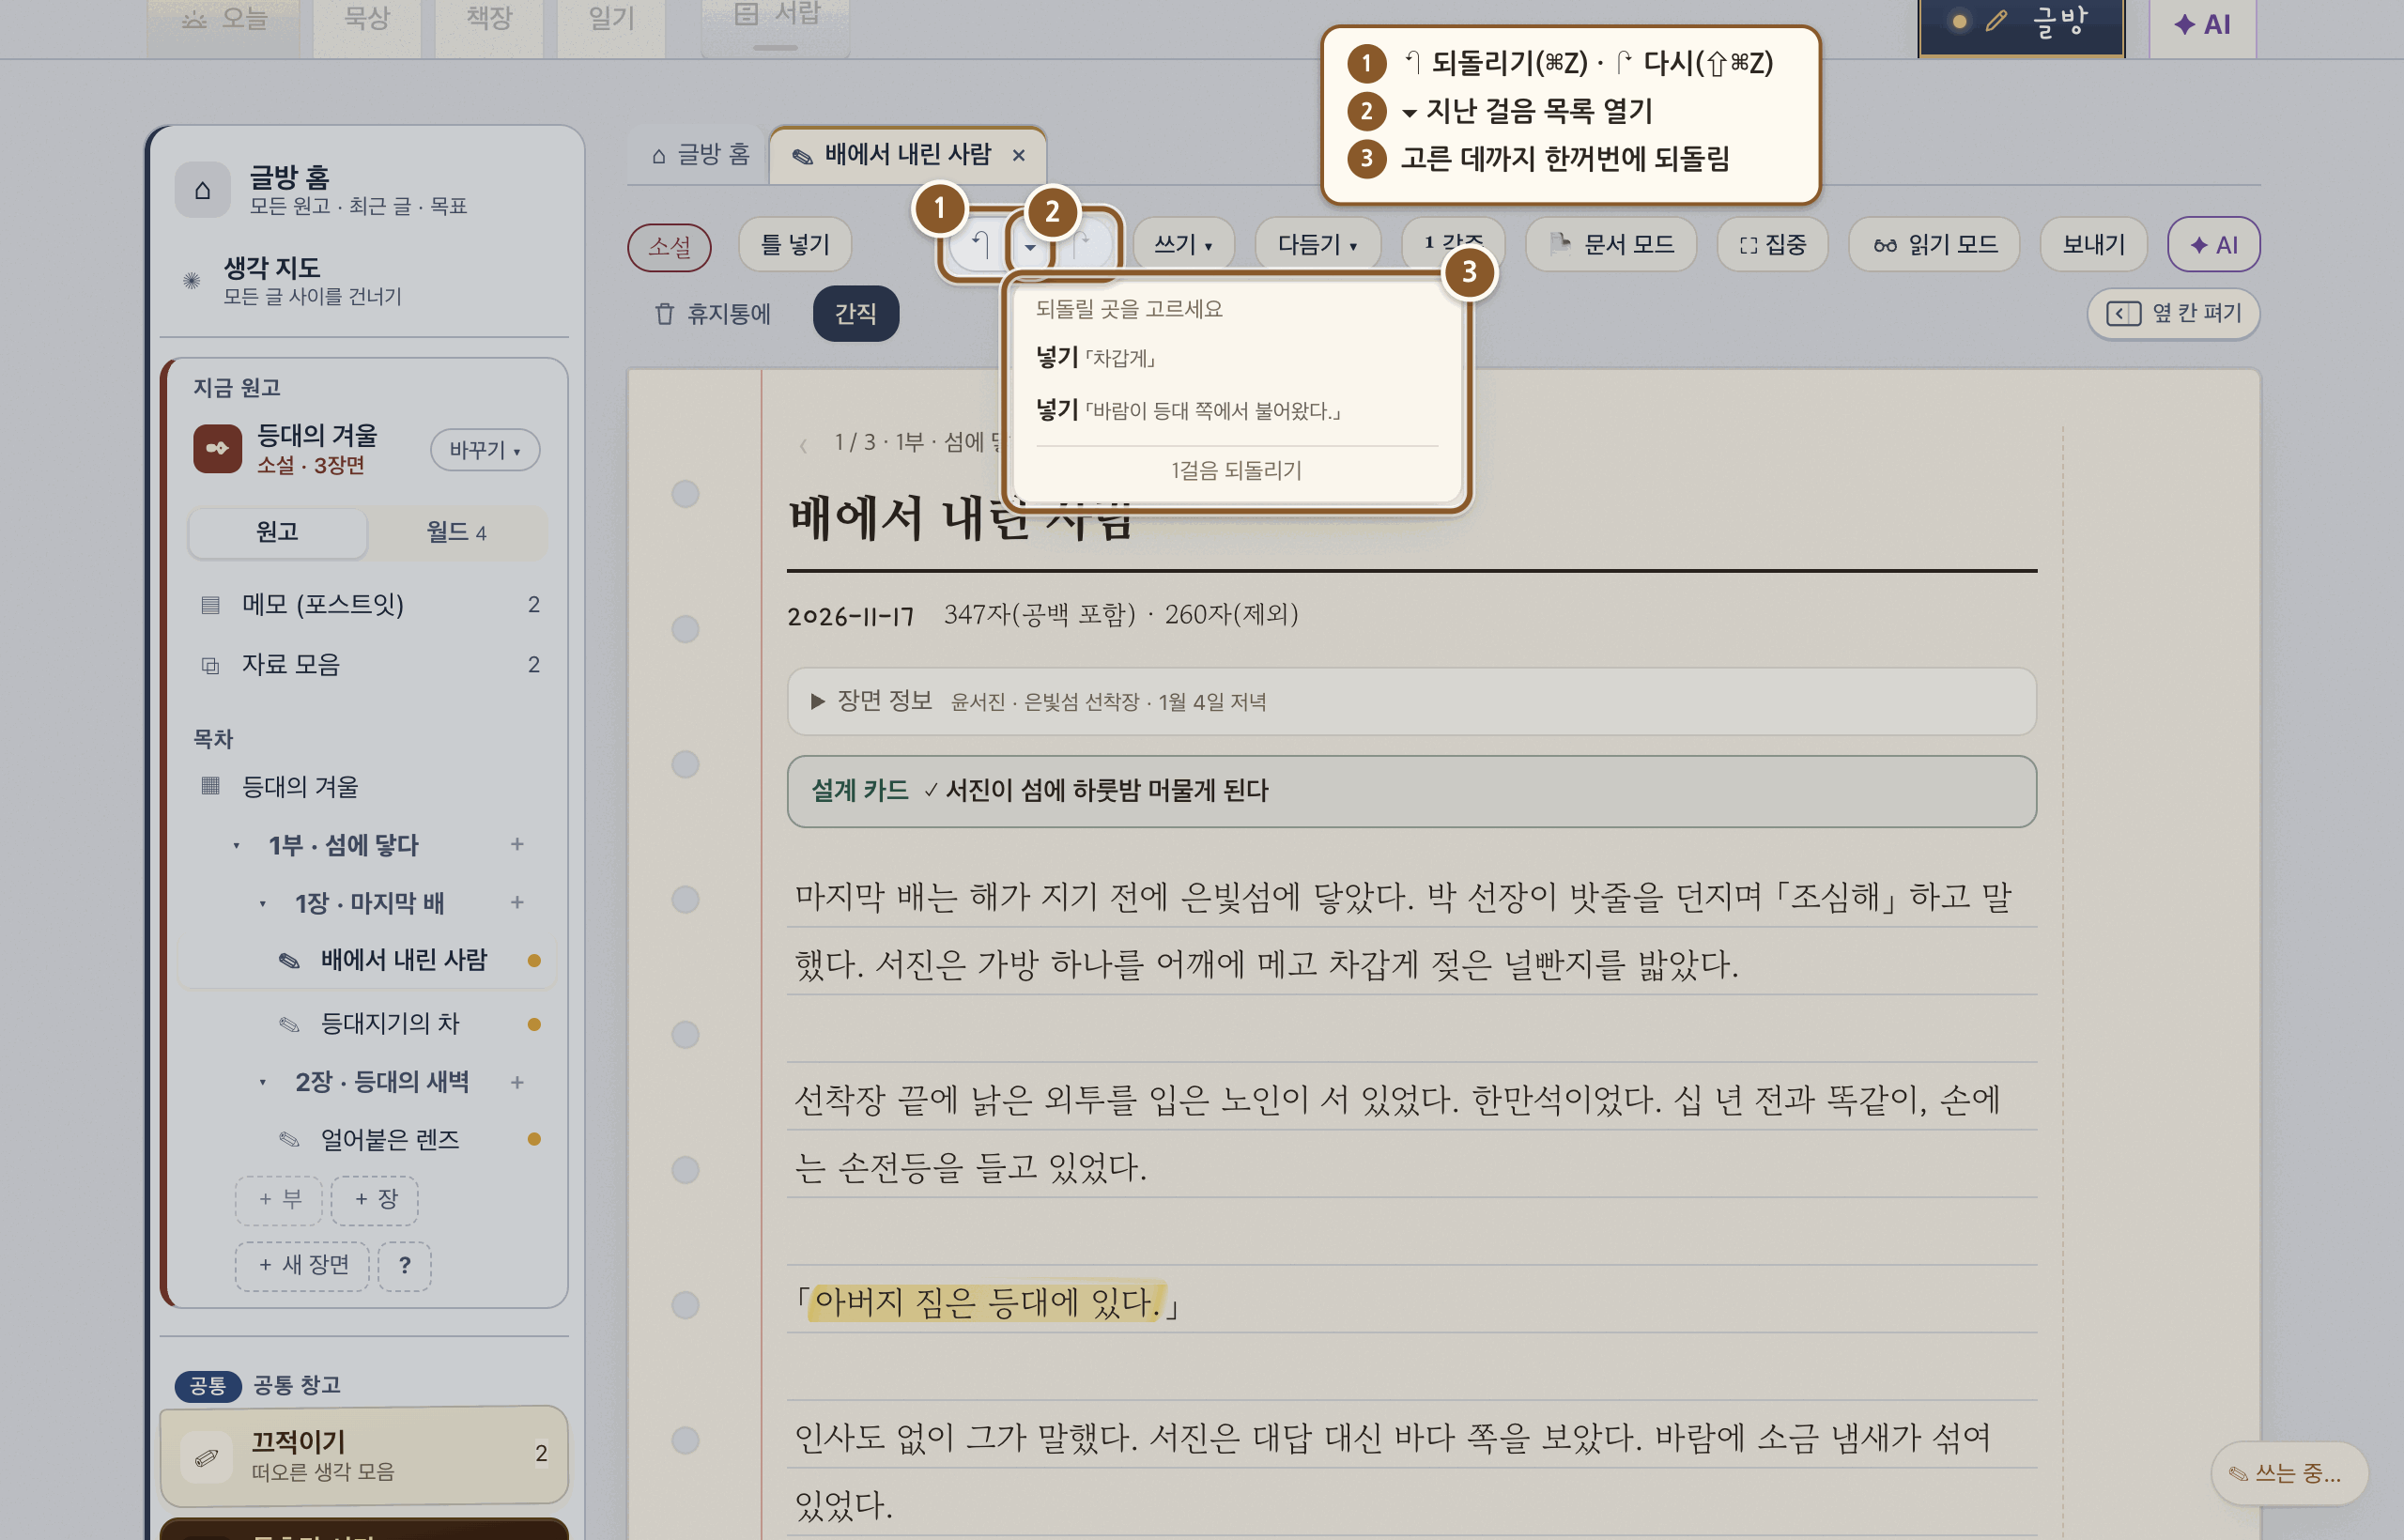 오늘
묵상
책장
일기
서랍
글방
AI
1 되돌리기(⌘Z) · 다시(⇧⌘Z)
2 지난 걸음 목록 열기
3 고른 데까지 한꺼번에 되돌림
글방 홈
모든 원고 · 최근 글 · 목표
생각 지도
모든 글 사이를 건너기
지금 원고
등대의 겨울
소설 · 3장면
바꾸기
원고
월드 4
메모 (포스트잇) 2
자료 모음 2
목차
등대의 겨울
1부 · 섬에 닿다 +
1장 · 마지막 배 +
배에서 내린 사람
등대지기의 차
2장 · 등대의 새벽 +
얼어붙은 렌즈
+ 부
+ 장
+ 새 장면
?
공통 공통 창고
끄적이기 2
떠오른 생각 모음
글방 홈
배에서 내린 사람 ×
1
2
소설
틀 넣기
쓰기
다듬기
1 각주
문서 모드
집중
읽기 모드
보내기
AI
3
휴지통에
간직
옆 칸 펴기
되돌릴 곳을 고르세요
넣기 「차갑게」
넣기 「바람이 등대 쪽에서 불어왔다.」
1걸음 되돌리기
1 / 3 · 1부 · 섬에
배에서 내린 사람
2026-11-17 347자(공백 포함) · 260자(제외)
장면 정보 윤서진 · 은빛섬 선착장 · 1월 4일 저녁
설계 카드 ✓ 서진이 섬에 하룻밤 머물게 된다
마지막 배는 해가 지기 전에 은빛섬에 닿았다. 박 선장이 밧줄을 던지며 「조심해」 하고 말
했다. 서진은 가방 하나를 어깨에 메고 차갑게 젖은 널빤지를 밟았다.
선착장 끝에 낡은 외투를 입은 노인이 서 있었다. 한만석이었다. 십 년 전과 똑같이, 손에
는 손전등을 들고 있었다.
「아버지 짐은 등대에 있다.」
인사도 없이 그가 말했다. 서진은 대답 대신 바다 쪽을 보았다. 바람에 소금 냄새가 섞여
있었다.
쓰는 중...